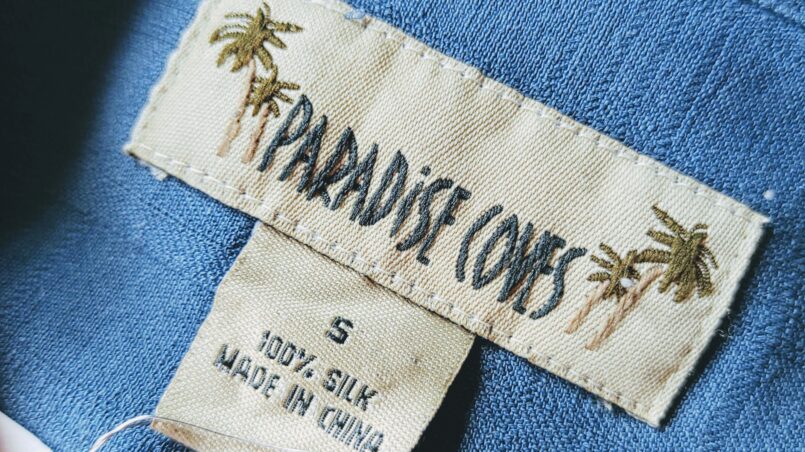 PARADiSE COVES
S
100% SILK
MADE IN CHINA